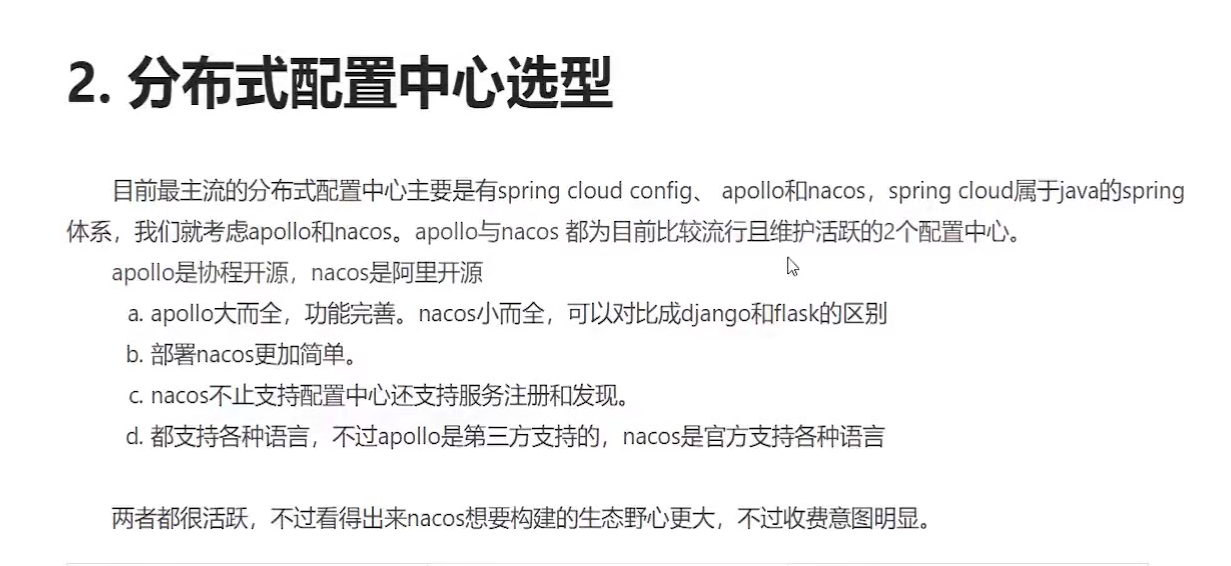 2. 分布式配置中心选型
目前最主流的分布式配置中心主要是有spring cloud config、 apollo和nacos，spring cloud属于java的spring
体系，我们就考虑apollo和nacos。apollo与nacos 都为目前比较流行且维护活跃的2个配置中心。
apollo是协程开源，nacos是阿里开源
a. apollo大而全，功能完善。nacos小而全，可以对比成django和flask的区别
b. 部署nacos更加简单。
c. nacos不止支持配置中心还支持服务注册和发现。
d. 都支持各种语言，不过apollo是第三方支持的，nacos是官方支持各种语言
两者都很活跃，不过看得出来nacos想要构建的生态野心更大，不过收费意图明显。